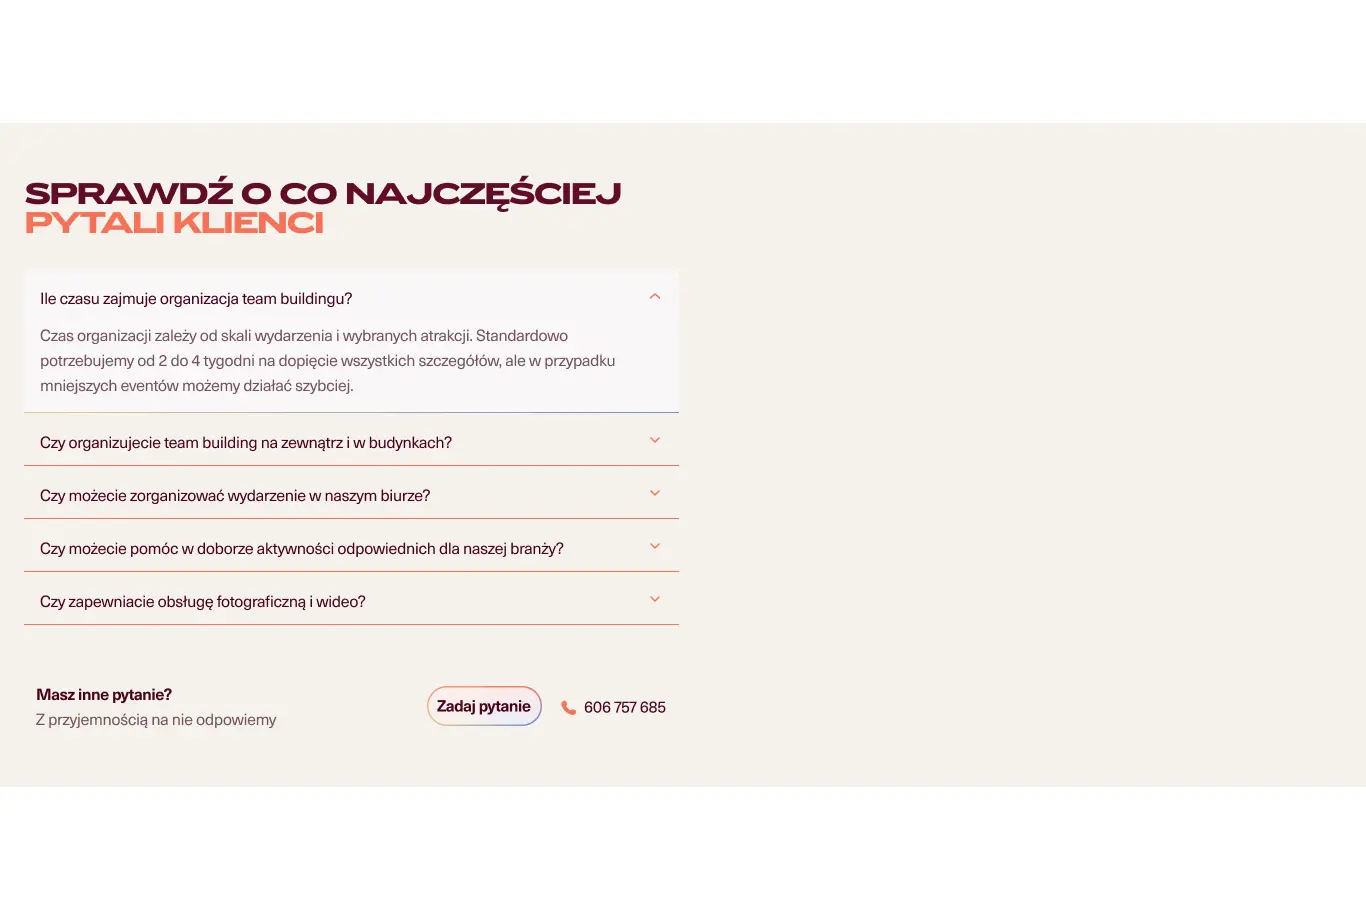 SPRAWDŹ O CO NAJCZĘŚCIEJ
PYTALI KLIENCI
Ile czasu zajmuje organizacja team buildingu?
Czas organizacji zależy od skali wydarzenia i wybranych atrakcji. Standardowo
potrzebujemy od 2 do 4 tygodni na dopięcie wszystkich szczegółów, ale w przypadku
mniejszych eventów możemy działać szybciej.
Czy organizujecie team building na zewnątrz i w budynkach?
Czy możecie zorganizować wydarzenie w naszym biurze?
Czy możecie pomóc w doborze aktywności odpowiednich dla naszej branży?
Czy zapewniacie obsługę fotograficzną i wideo?
Masz inne pytanie?
Z przyjemnością na nie odpowiemy
Zadaj pytanie
606 757 685